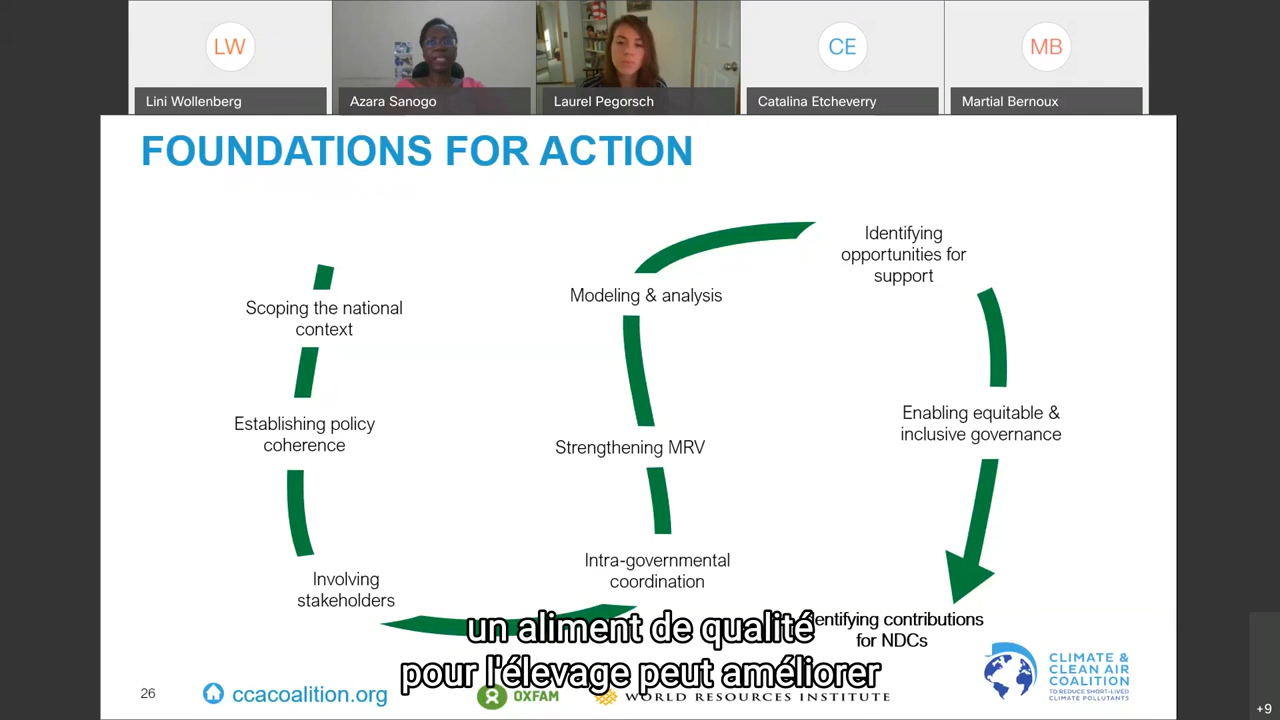 LW
CE
MB
Lini Wollenberg
Azara Sanogo
Laurel Pegorsch
Catalina Etcheverry
Martial Bernoux
FOUNDATIONS FOR ACTION
Scoping the national
context
Establishing policy
coherence
Involving
stakeholders
Intra-governmental
coordination
Strengthening MRV
Modeling & analysis
Identifying
opportunities for
support
Enabling equitable &
inclusive governance
contributions
for NDCs
un aliment de qualité
pour l'élevage peut améliorer
26
ccacoalition.org
OXFAM
WORLD RESOURCES INSTITUTE
CLIMATE &
CLEAN AIR
COALITION
TO REDUCE SHORT-LIVED
CLIMATE POLLUTANTS
+9